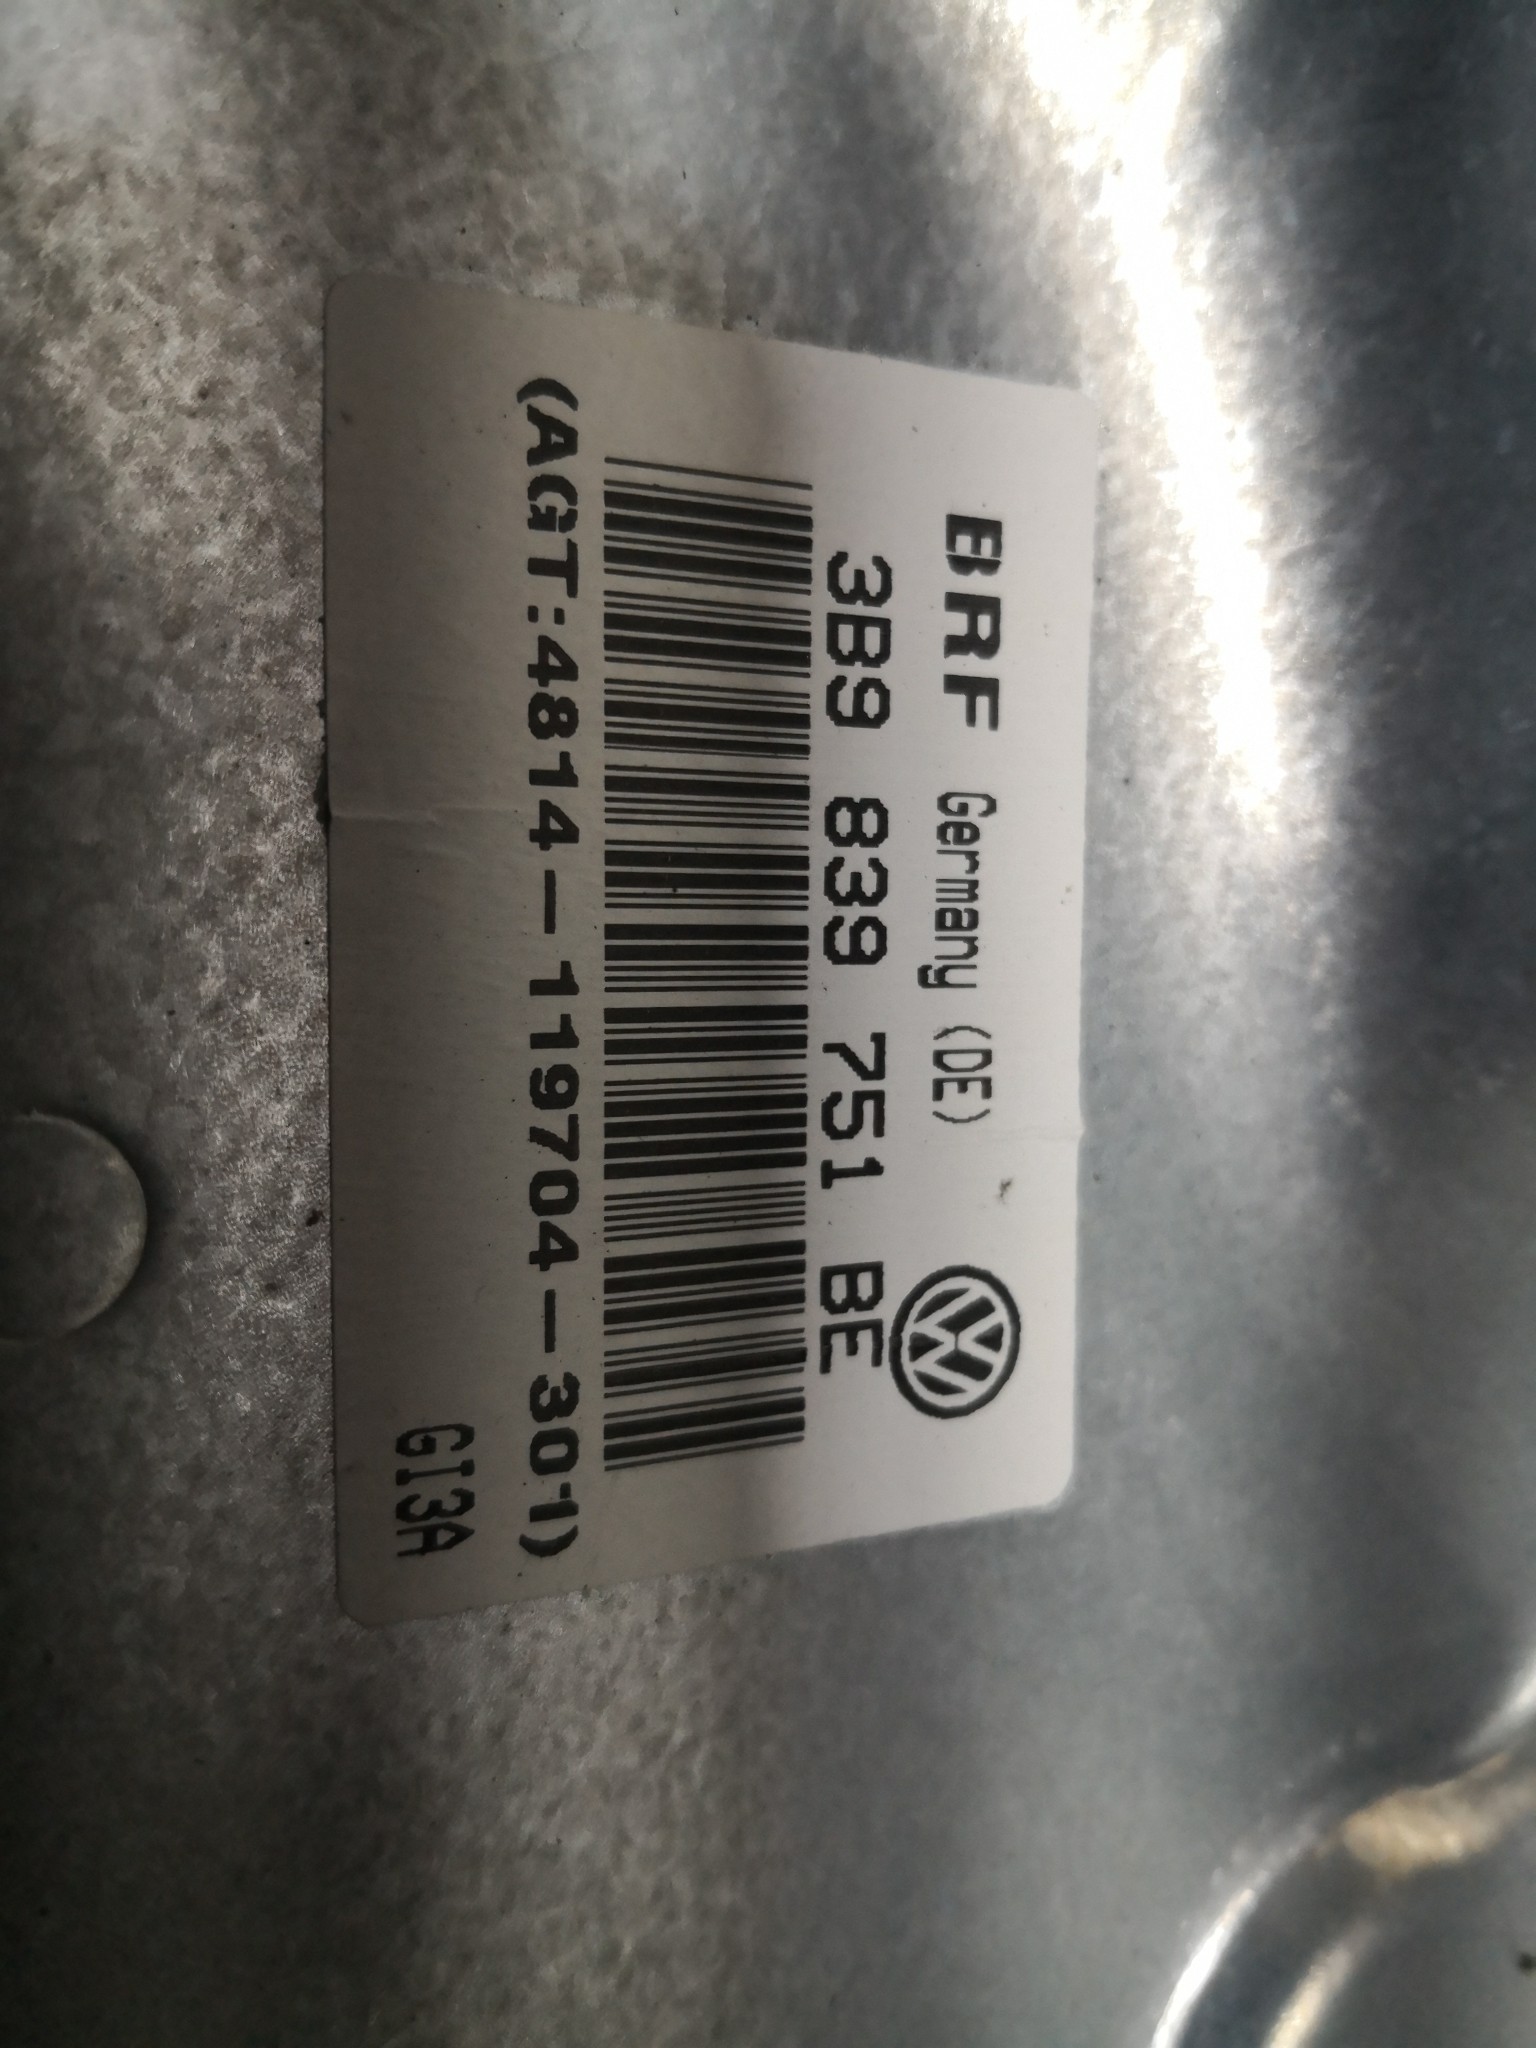 BRF Germany (DE)
3B9 839 751 BE
(AGT:4814-119704-301)
GI3A